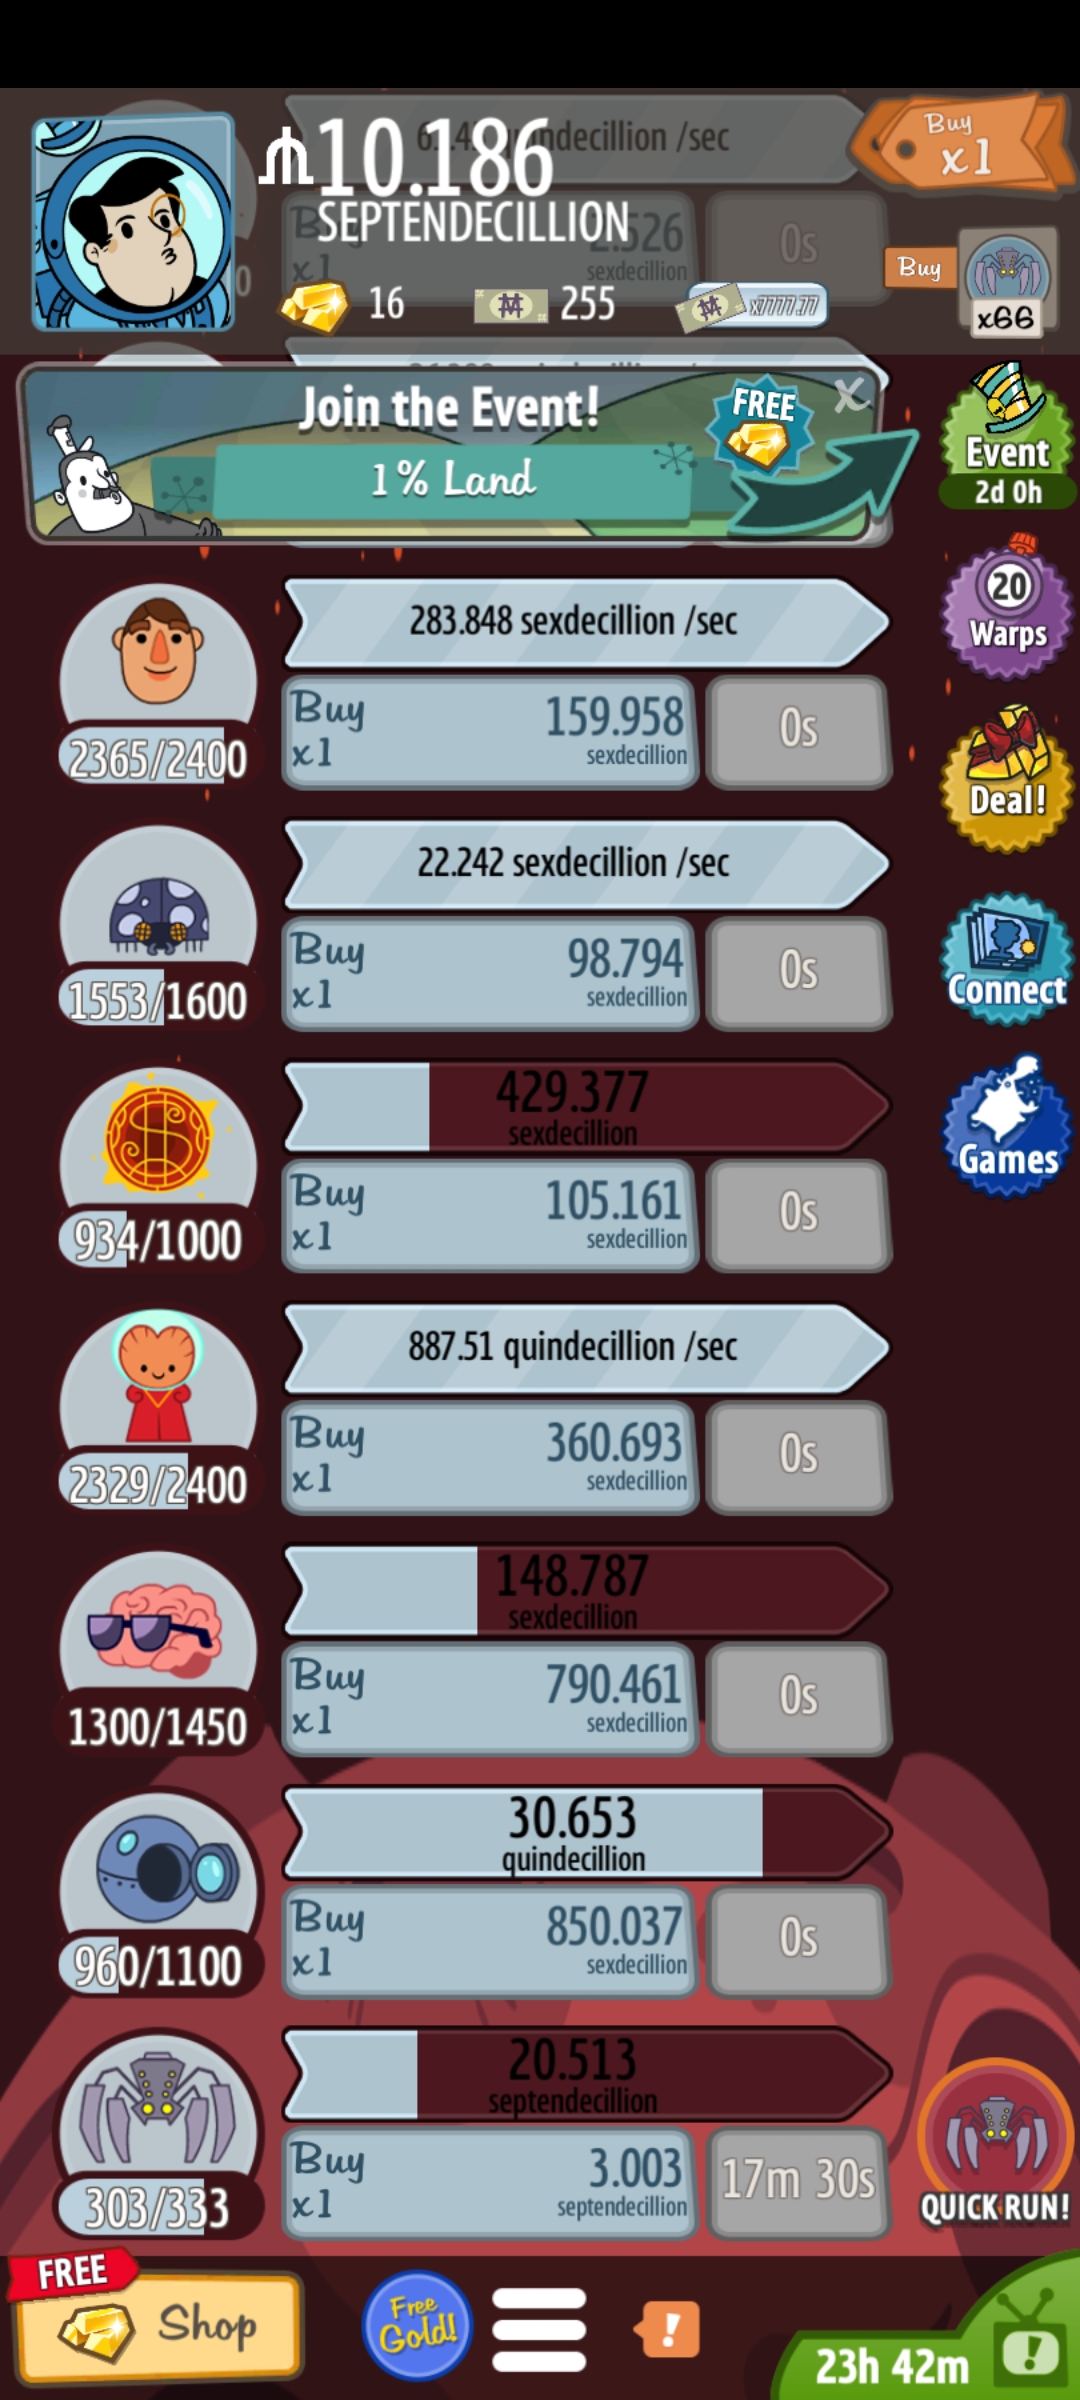 10.186
SEPTENDECILLION
Buy
x1
16
255
x7777.77
2.526
sexdecillion
0s
Buy
x66
Join the Event!
FREE
X
1% Land
Event
2d 0h
20
Warps
Deal!
Connect
Games
283.848 sexdecillion /sec
Buy
x1
159.958
sexdecillion
0s
2365/2400
22.242 sexdecillion /sec
Buy
x1
98.794
sexdecillion
0s
1553/1600
429.377
sexdecillion
Buy
x1
105.161
sexdecillion
0s
934/1000
887.51 quindecillion /sec
Buy
x1
360.693
sexdecillion
0s
2329/2400
148.787
sexdecillion
Buy
x1
790.461
sexdecillion
0s
1300/1450
30.653
quindecillion
Buy
x1
850.037
sexdecillion
0s
960/1100
20.513
septendecillion
Buy
x1
3.003
septendecillion
17m 30s
303/333
QUICK RUN!
FREE
Shop
Free
Gold!
!
23h 42m
!